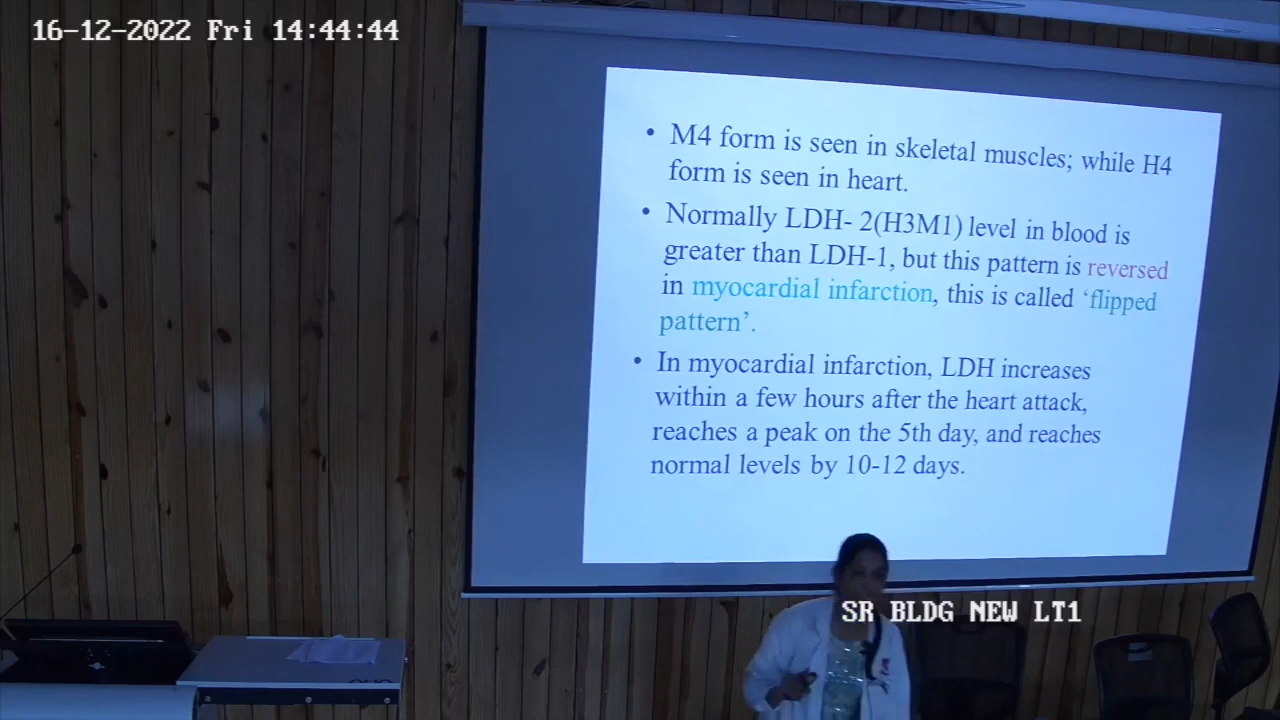 16-12-2022 Fri 14:44:44
• M4 form is seen in skeletal muscles; while H4
form is seen in heart.
• Normally LDH- 2(H3M1) level in blood is
greater than LDH-1, but this pattern is reversed
in myocardial infarction, this is called ‘flipped
pattern’.
• In myocardial infarction, LDH increases
within a few hours after the heart attack,
reaches a peak on the 5th day, and reaches
normal levels by 10-12 days.
SR BLDG NEW LT1